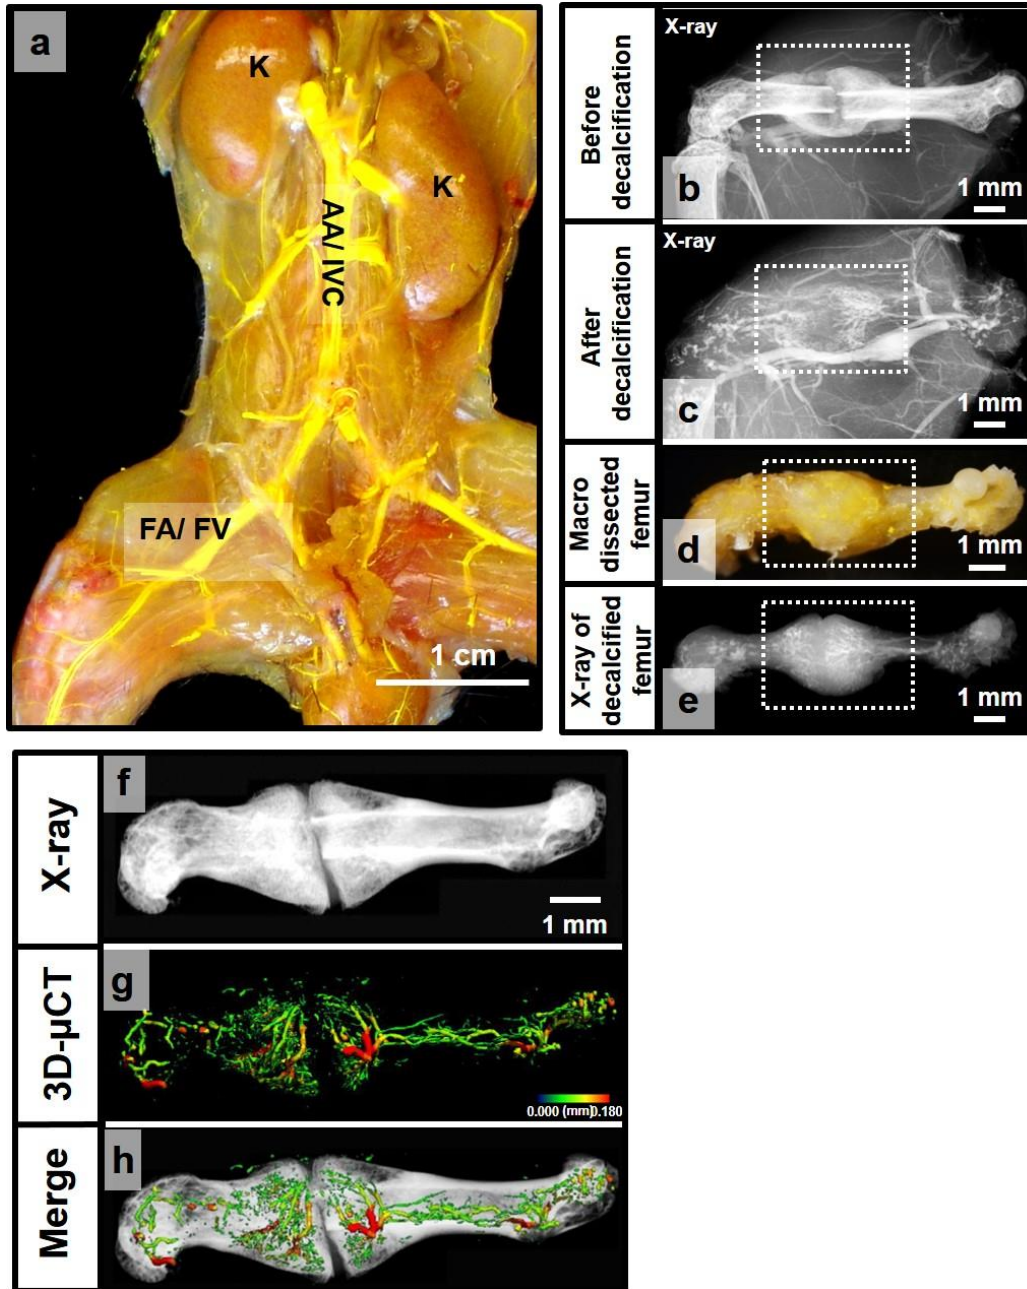 a
K
K
AA/ IVC
FA/ FV
1 cm
Before
decalcification
X-ray
b
1 mm
After
decalcification
X-ray
c
1 mm
Macro
dissected
femur
d
1 mm
X-ray of
decalcified
femur
e
1 mm
X-ray
f
1 mm
3D-µCT
g
0.000 (mm) 0.180
Merge
h